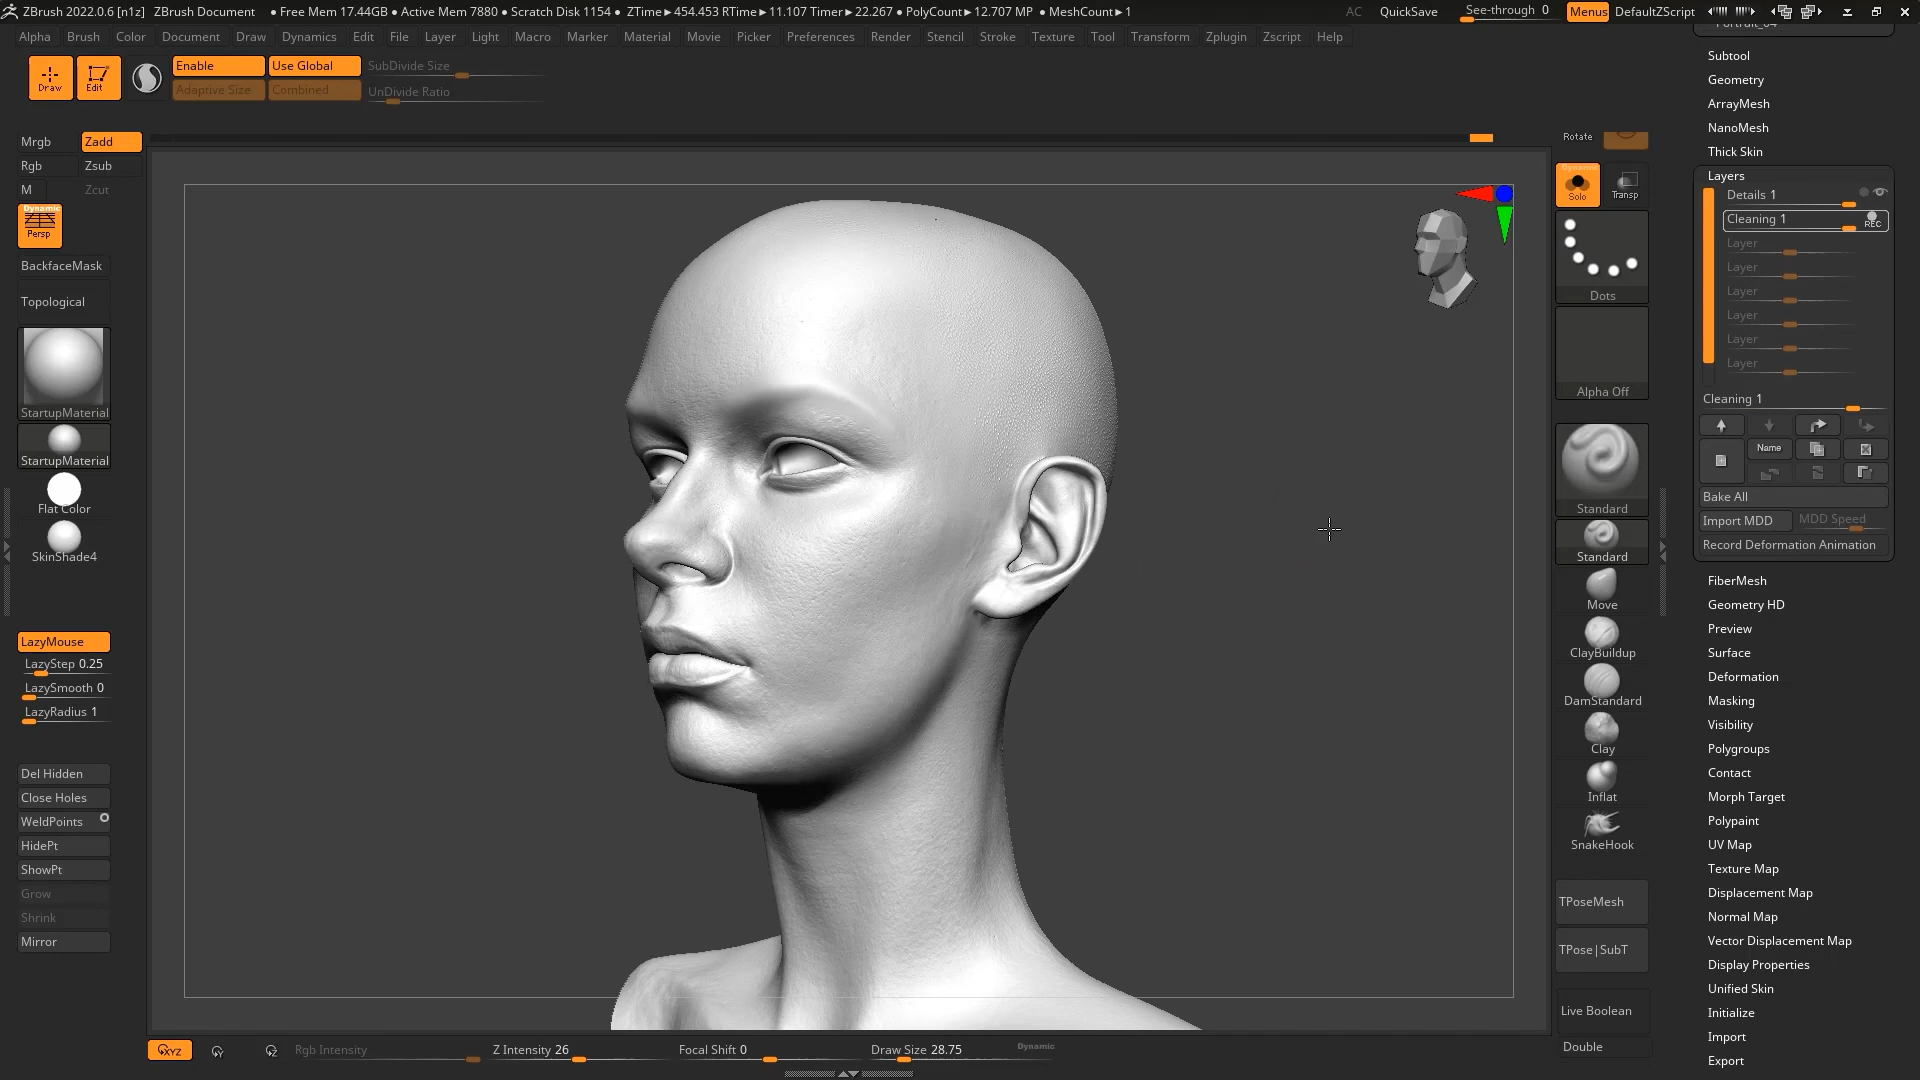 ZBrush 2022.0.6 [n1z] ZBrush Document • Free Mem 17.44GB • Active Mem 7880 • Scratch Disk 1154 • ZTime▸454.453 RTime▸11.107 Timer▸22.267 • PolyCount▸12.707 MP • MeshCount▸1 AC QuickSave See-through 0 Menus DefaultZScript
Alpha Brush Color Document Draw Dynamics Edit File Layer Light Macro Marker Material Movie Picker Preferences Render Stencil Stroke Texture Tool Transform Zplugin Zscript Help
Draw
Edit
Enable Use Global SubDivide Size
Adaptive Size Combined UnDivide Ratio
Mrgb Zadd
Rgb Zsub
M Zcut
Dynamic
Persp
BackfaceMask
Topological
StartupMaterial
StartupMaterial
Flat Color
SkinShade4
LazyMouse
LazyStep 0.25
LazySmooth 0
LazyRadius 1
Del Hidden
Close Holes
WeldPoints
HidePt
ShowPt
Grow
Shrink
Mirror
XYZ Y Z Rgb Intensity Z Intensity 26 Focal Shift 0 Draw Size 28.75 Dynamic
Rotate
Dynamic
Solo
Transp
Dots
Alpha Off
Standard
Standard
Move
ClayBuildup
DamStandard
Clay
Inflat
SnakeHook
TPoseMesh
TPose|SubT
Live Boolean
Double
Subtool
Geometry
ArrayMesh
NanoMesh
Thick Skin
Layers
Details 1
Cleaning 1 REC
Layer
Layer
Layer
Layer
Layer
Layer
Cleaning 1
Name
Bake All
Import MDD MDD Speed
Record Deformation Animation
FiberMesh
Geometry HD
Preview
Surface
Deformation
Masking
Visibility
Polygroups
Contact
Morph Target
Polypaint
UV Map
Texture Map
Displacement Map
Normal Map
Vector Displacement Map
Display Properties
Unified Skin
Initialize
Import
Export